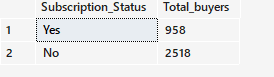 Subscription_Status Total_buyers
1 Yes 958
2 No 2518